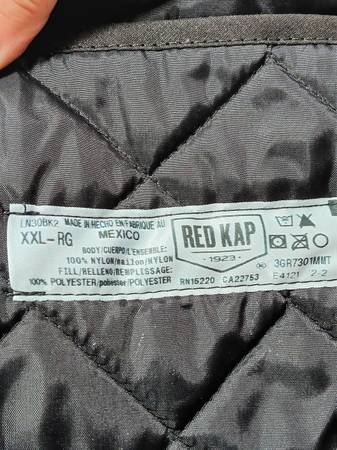 LN30BK2 MADE IN/HECHO EN/FABRIQUE AU
XXL-RG MEXICO
BODY/CUERPO/L'ENSEMBLE:
100% NYLON/nailon/NYLON
FILL/RELLENO/REMPLISSAGE:
100% POLYESTER/poliester/POLYESTER
RED KAP
1923
RN15220 CA22753
3GR7301MMT
E4121 2-2